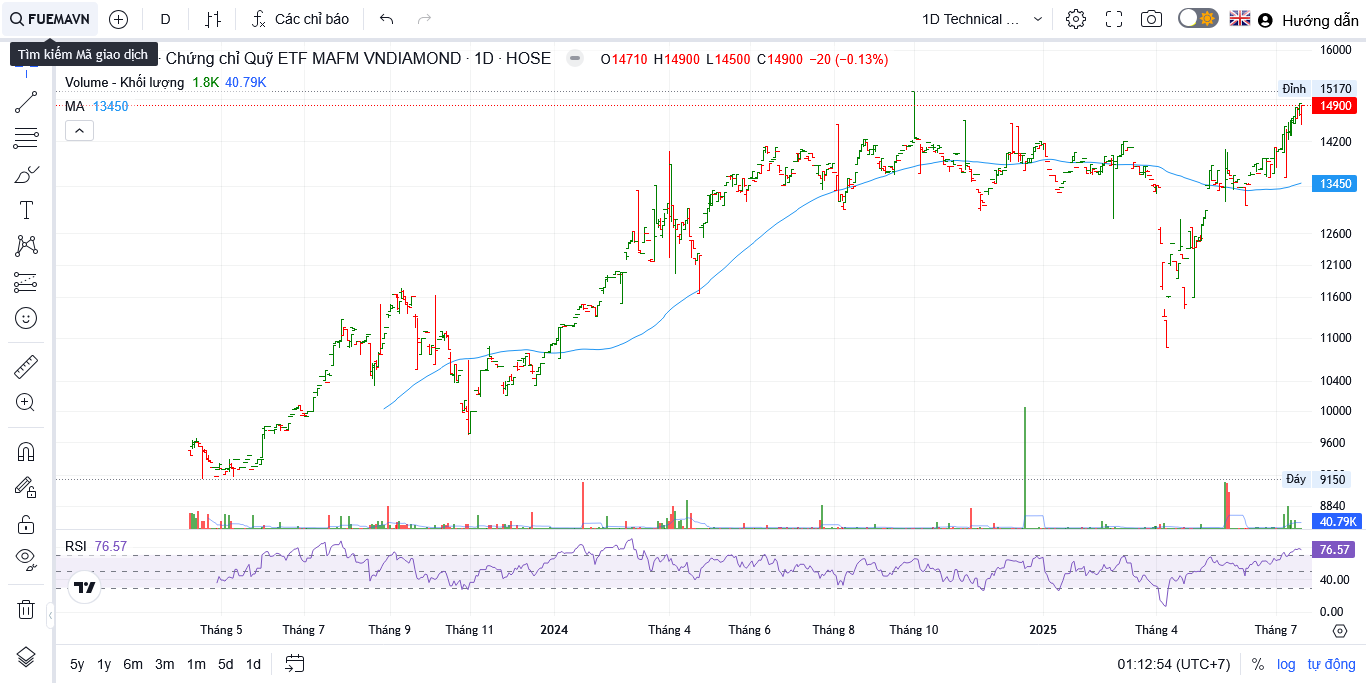 FUEMAVN
D
Các chỉ báo
1D Technical ...
Hướng dẫn
Tìm kiếm Mã giao dịch
· Chứng chỉ Quỹ ETF MAFM VNDIAMOND · 1D · HOSE
O14710 H14900 L14500 C14900 −20 (−0.13%)
Volume - Khối lượng 1.8K 40.79K
MA 13450
16000
Đỉnh 15170
14900
14200
13450
12600
12100
11600
11000
10400
10000
9600
Đáy 9150
8840
40.79K
RSI 76.57
76.57
40.00
0.00
Tháng 5 Tháng 7 Tháng 9 Tháng 11 2024 Tháng 4 Tháng 6 Tháng 8 Tháng 10 2025 Tháng 4 Tháng 7
5y 1y 6m 3m 1m 5d 1d
01:12:54 (UTC+7) % log tự động